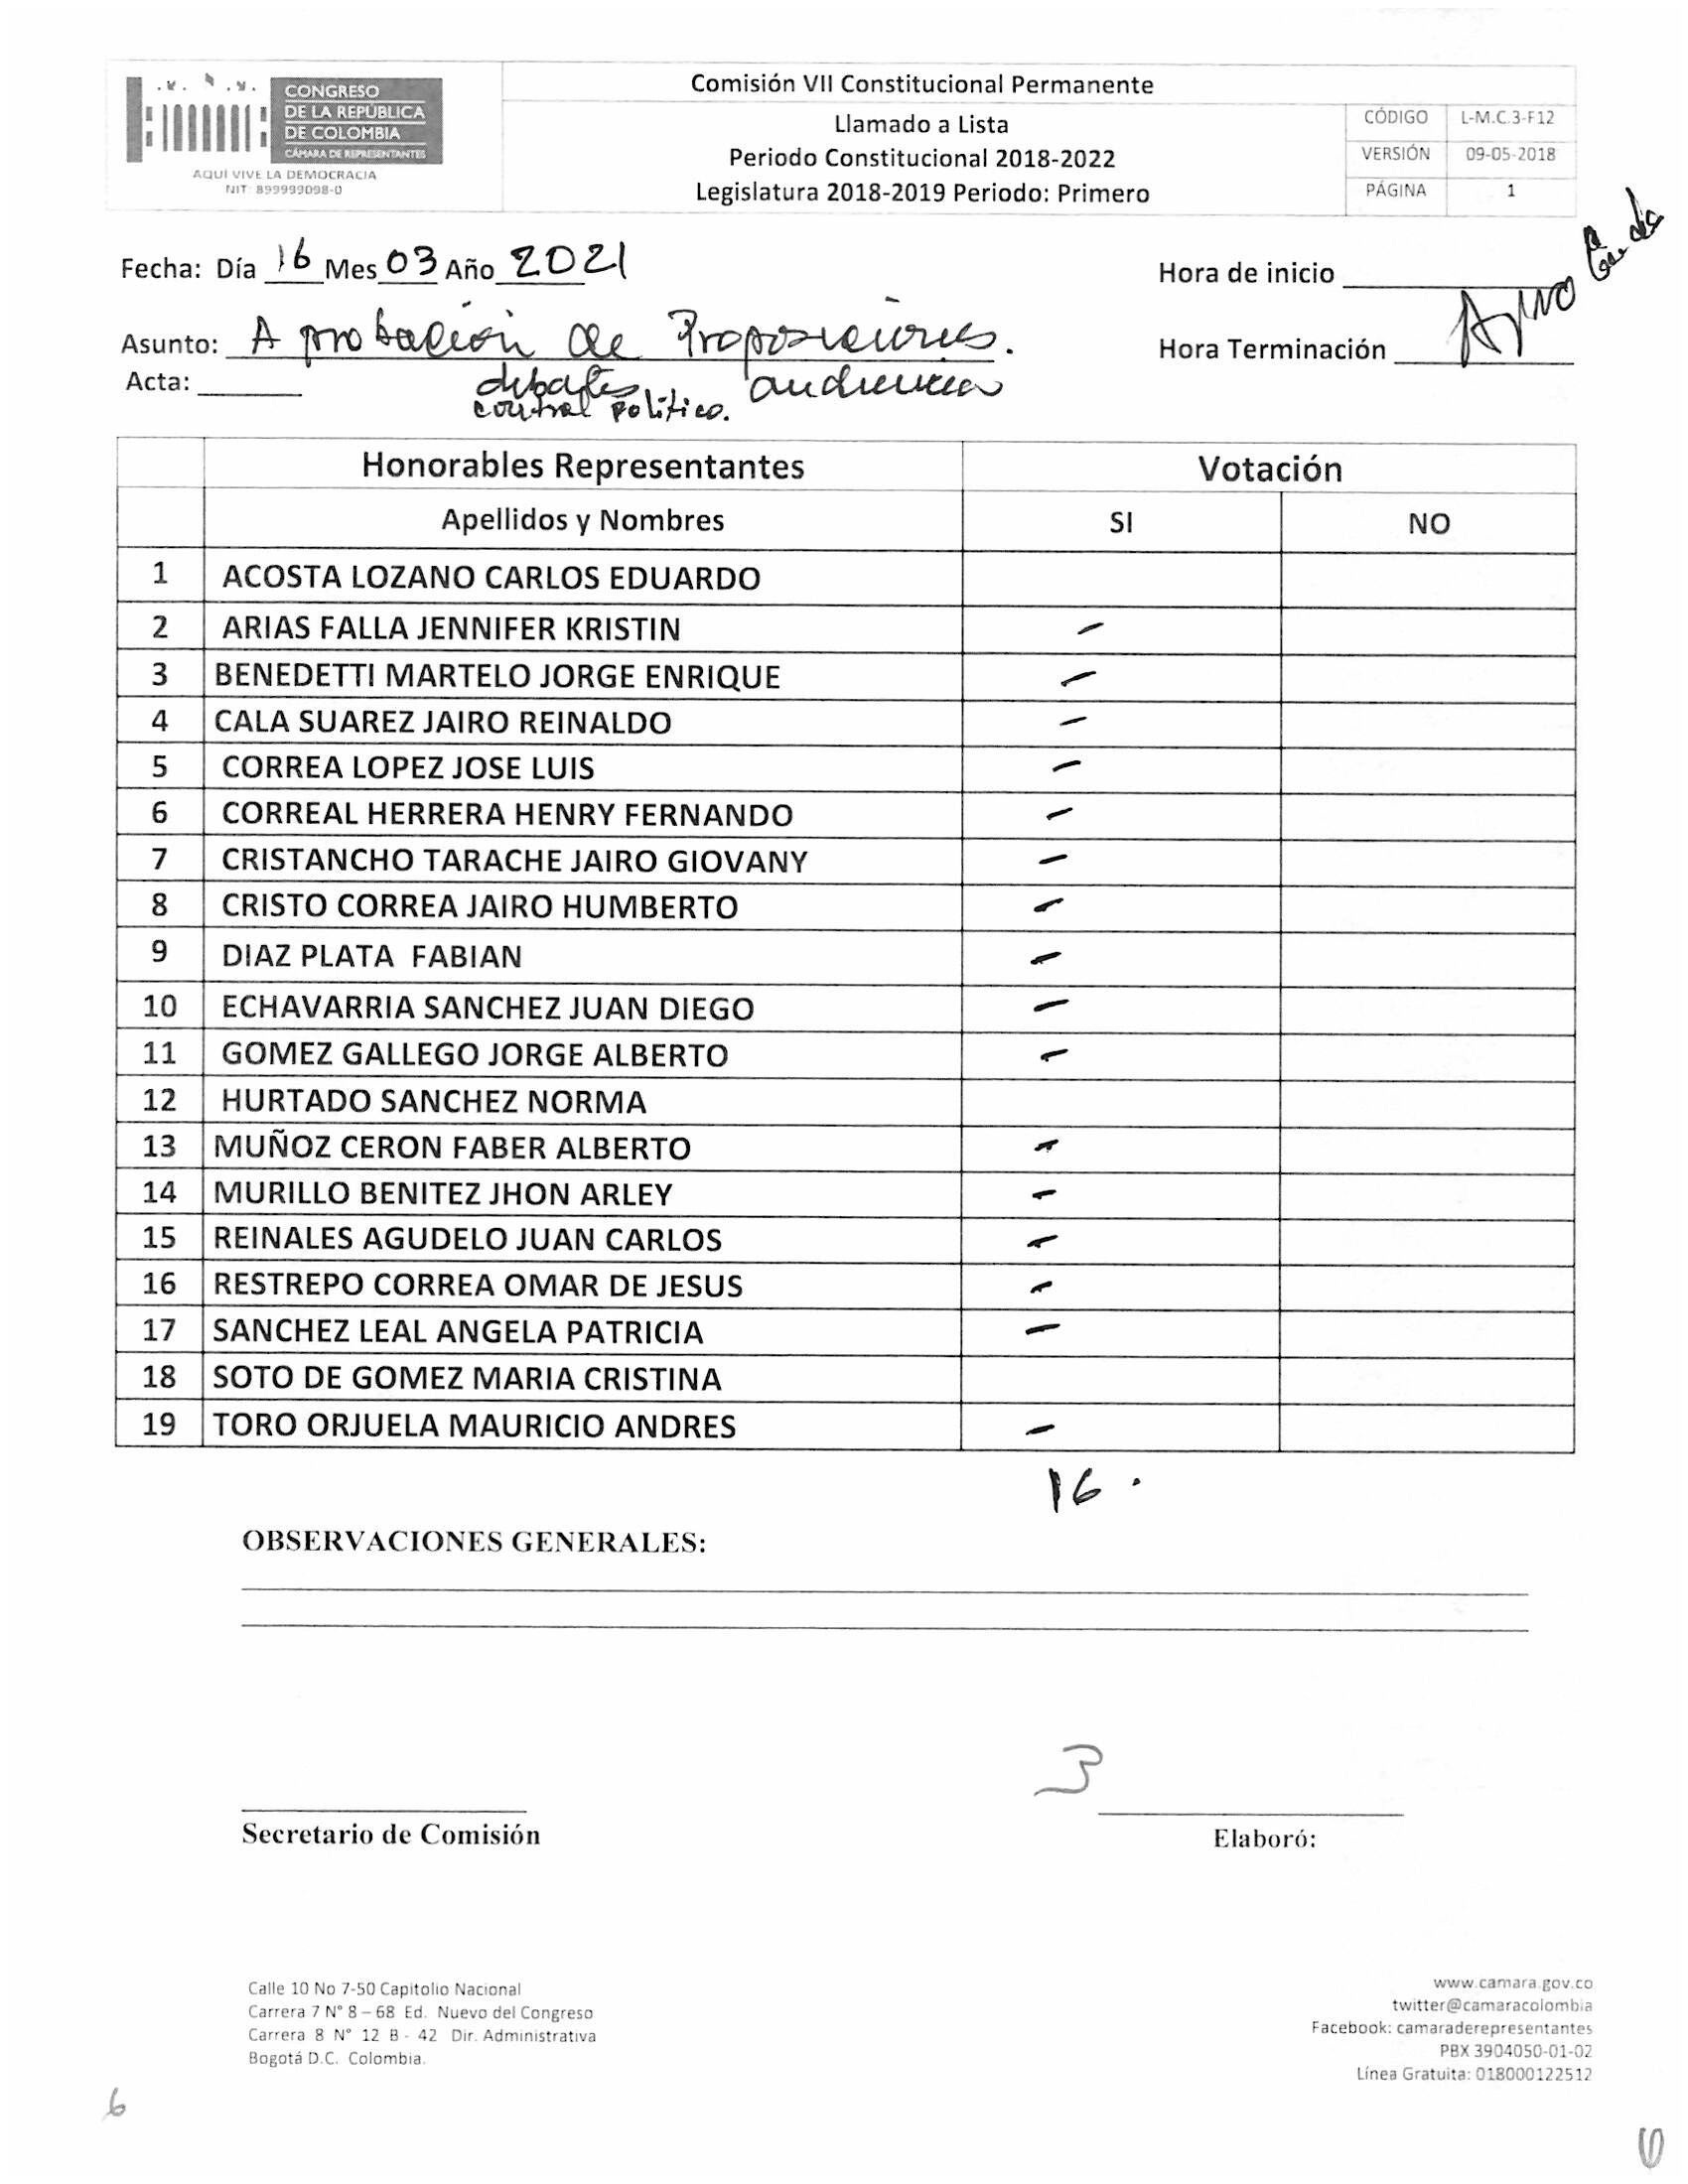 CONGRESO
DE LA REPÚBLICA
DE COLOMBIA
CÁMARA DE REPRESENTANTES
AQUÍ VIVE LA DEMOCRACIA
NIT: 899999098-0
Comisión VII Constitucional Permanente
Llamado a Lista
Periodo Constitucional 2018-2022
Legislatura 2018-2019 Periodo: Primero
CÓDIGO L-M.C.3-F12
VERSIÓN 09-05-2018
PÁGINA 1
Fecha: Día 16 Mes 03 Año 2021
Hora de inicio
Asunto: Aprobación de Proposiciones.
Hora Terminación
Acta:
debates audiencia
control político.
Honorables Representantes Votación
Apellidos y Nombres SI NO
1 ACOSTA LOZANO CARLOS EDUARDO
2 ARIAS FALLA JENNIFER KRISTIN –
3 BENEDETTI MARTELO JORGE ENRIQUE –
4 CALA SUAREZ JAIRO REINALDO –
5 CORREA LOPEZ JOSE LUIS –
6 CORREAL HERRERA HENRY FERNANDO –
7 CRISTANCHO TARACHE JAIRO GIOVANY –
8 CRISTO CORREA JAIRO HUMBERTO –
9 DIAZ PLATA FABIAN –
10 ECHAVARRIA SANCHEZ JUAN DIEGO –
11 GOMEZ GALLEGO JORGE ALBERTO –
12 HURTADO SANCHEZ NORMA
13 MUÑOZ CERON FABER ALBERTO –
14 MURILLO BENITEZ JHON ARLEY –
15 REINALES AGUDELO JUAN CARLOS –
16 RESTREPO CORREA OMAR DE JESUS –
17 SANCHEZ LEAL ANGELA PATRICIA –
18 SOTO DE GOMEZ MARIA CRISTINA
19 TORO ORJUELA MAURICIO ANDRES –
16.
OBSERVACIONES GENERALES:
3
Secretario de Comisión
Elaboró:
Calle 10 No 7-50 Capitolio Nacional
Carrera 7 N° 8 – 68 Ed. Nuevo del Congreso
Carrera 8 N° 12 B - 42 Dir. Administrativa
Bogotá D.C. Colombia.
www.camara.gov.co
twitter@camaracolombia
Facebook: camaraderepresentantes
PBX 3904050-01-02
Línea Gratuita: 018000122512
6